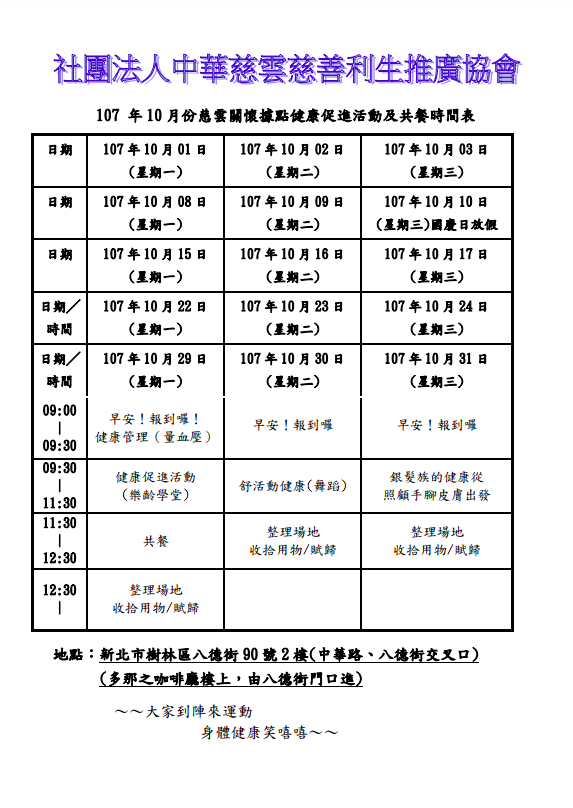 社團法人中華慈雲慈善利生推廣協會
107 年 10 月份慈雲關懷據點健康促進活動及共餐時間表
日期 107 年 10 月 01 日 107 年 10 月 02 日 107 年 10 月 03 日
(星期一) (星期二) (星期三)
日期 107 年 10 月 08 日 107 年 10 月 09 日 107 年 10 月 10 日
(星期一) (星期二) (星期三)國慶日放假
日期 107 年 10 月 15 日 107 年 10 月 16 日 107 年 10 月 17 日
(星期一) (星期二) (星期三)
日期／ 107 年 10 月 22 日 107 年 10 月 23 日 107 年 10 月 24 日
時間 (星期一) (星期二) (星期三)
日期／ 107 年 10 月 29 日 107 年 10 月 30 日 107 年 10 月 31 日
時間 (星期一) (星期二) (星期三)
09:00
|
09:30
早安！報到囉！
健康管理（量血壓）
早安！報到囉
早安！報到囉
09:30
|
11:30
健康促進活動
(樂齡學堂)
舒活動健康(舞蹈)
銀髮族的健康從
照顧手腳皮膚出發
11:30
|
12:30
共餐
整理場地
收拾用物/賦歸
整理場地
收拾用物/賦歸
12:30
|
整理場地
收拾用物/賦歸
地點：新北市樹林區八德街 90 號 2 樓(中華路、八德街交叉口)
(多那之咖啡廳樓上，由八德街門口進)
～～大家到陣來運動
身體健康笑嘻嘻～～